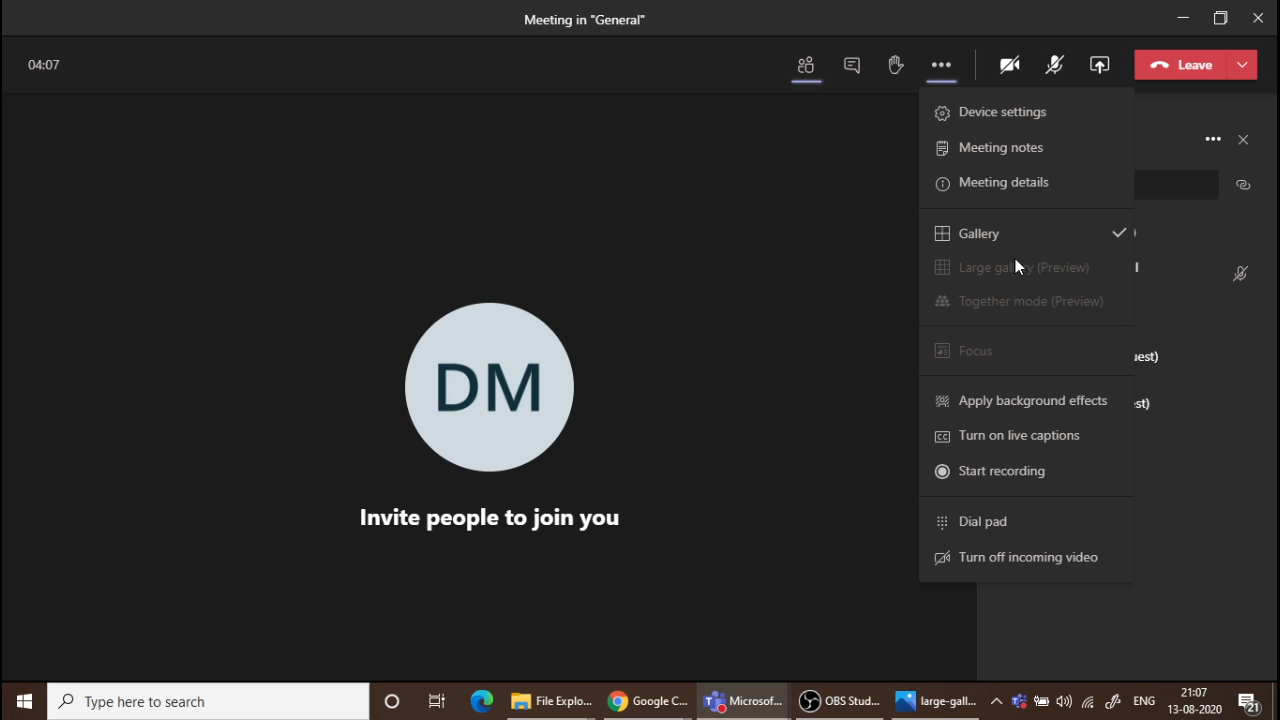 Meeting in "General"
04:07
Leave
Device settings
Meeting notes
Meeting details
Gallery
Large gallery (Preview)
Together mode (Preview)
Focus
uest)
Apply background effects
st)
Turn on live captions
Start recording
Dial pad
Turn off incoming video
DM
Invite people to join you
Type here to search
File Explo...
Google C...
Microsof...
OBS Stud...
large-gall...
ENG
21:07
13-08-2020
21